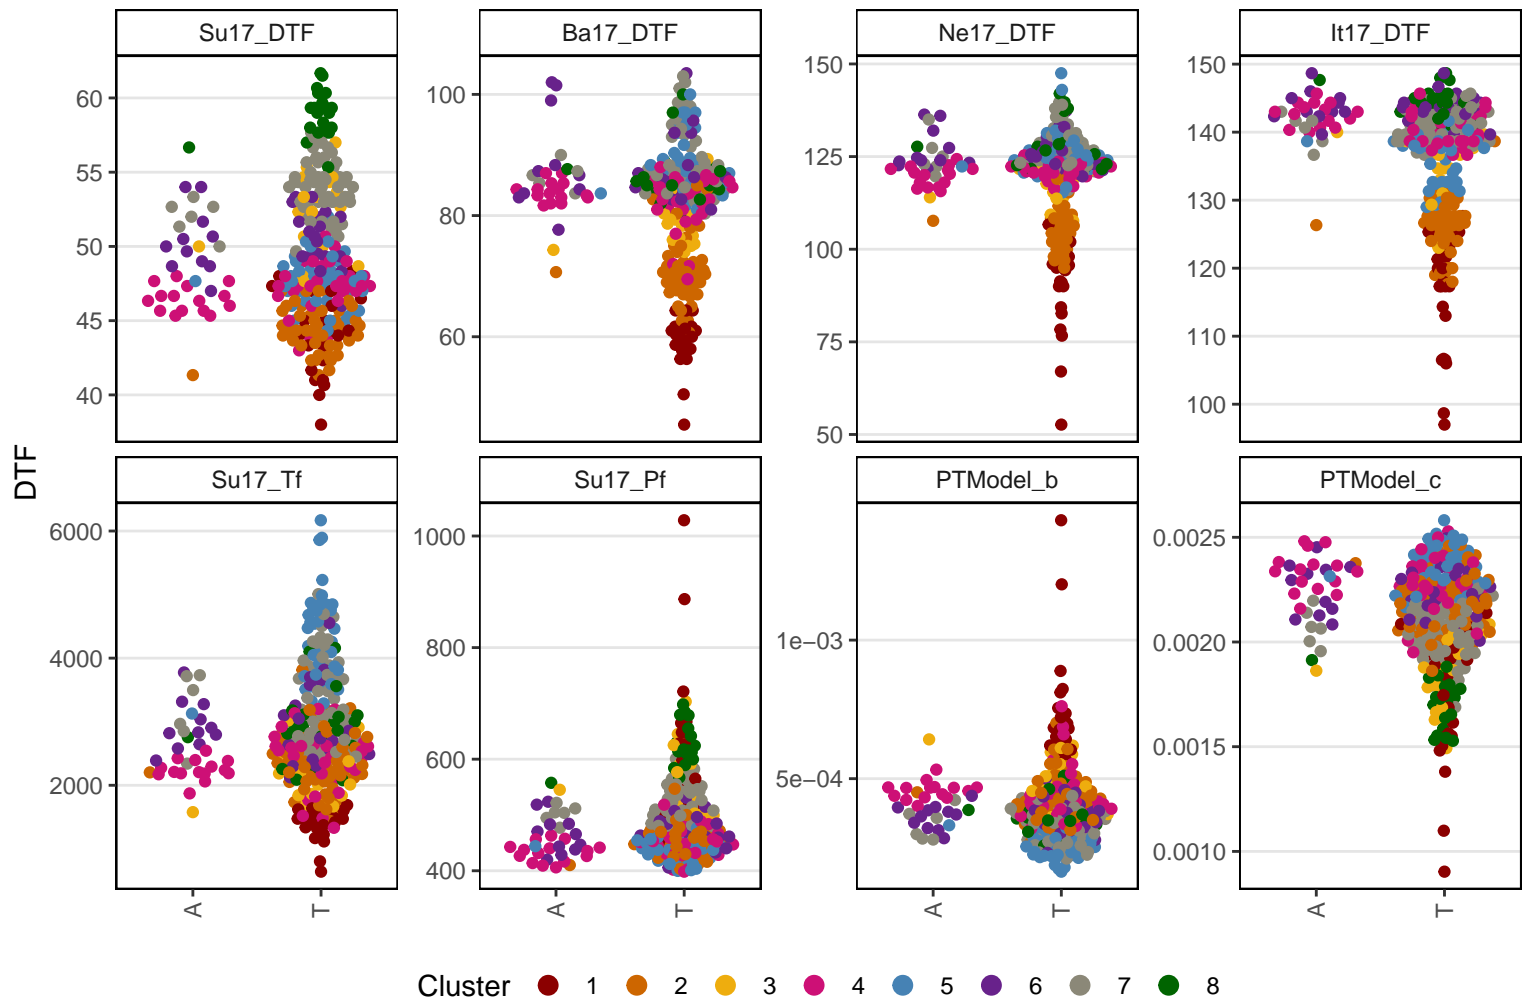 Su17_DTF
Ba17_DTF
Ne17_DTF
It17_DTF
60
55
50
45
40
100
80
60
150
125
100
75
50
150
140
130
120
110
100
DTF
Su17_Tf
Su17_Pf
PTModel_b
PTModel_c
6000
4000
2000
1000
800
600
400
1e−03
5e−04
0.0025
0.0020
0.0015
0.0010
A T A T A T A T
Cluster 1 2 3 4 5 6 7 8